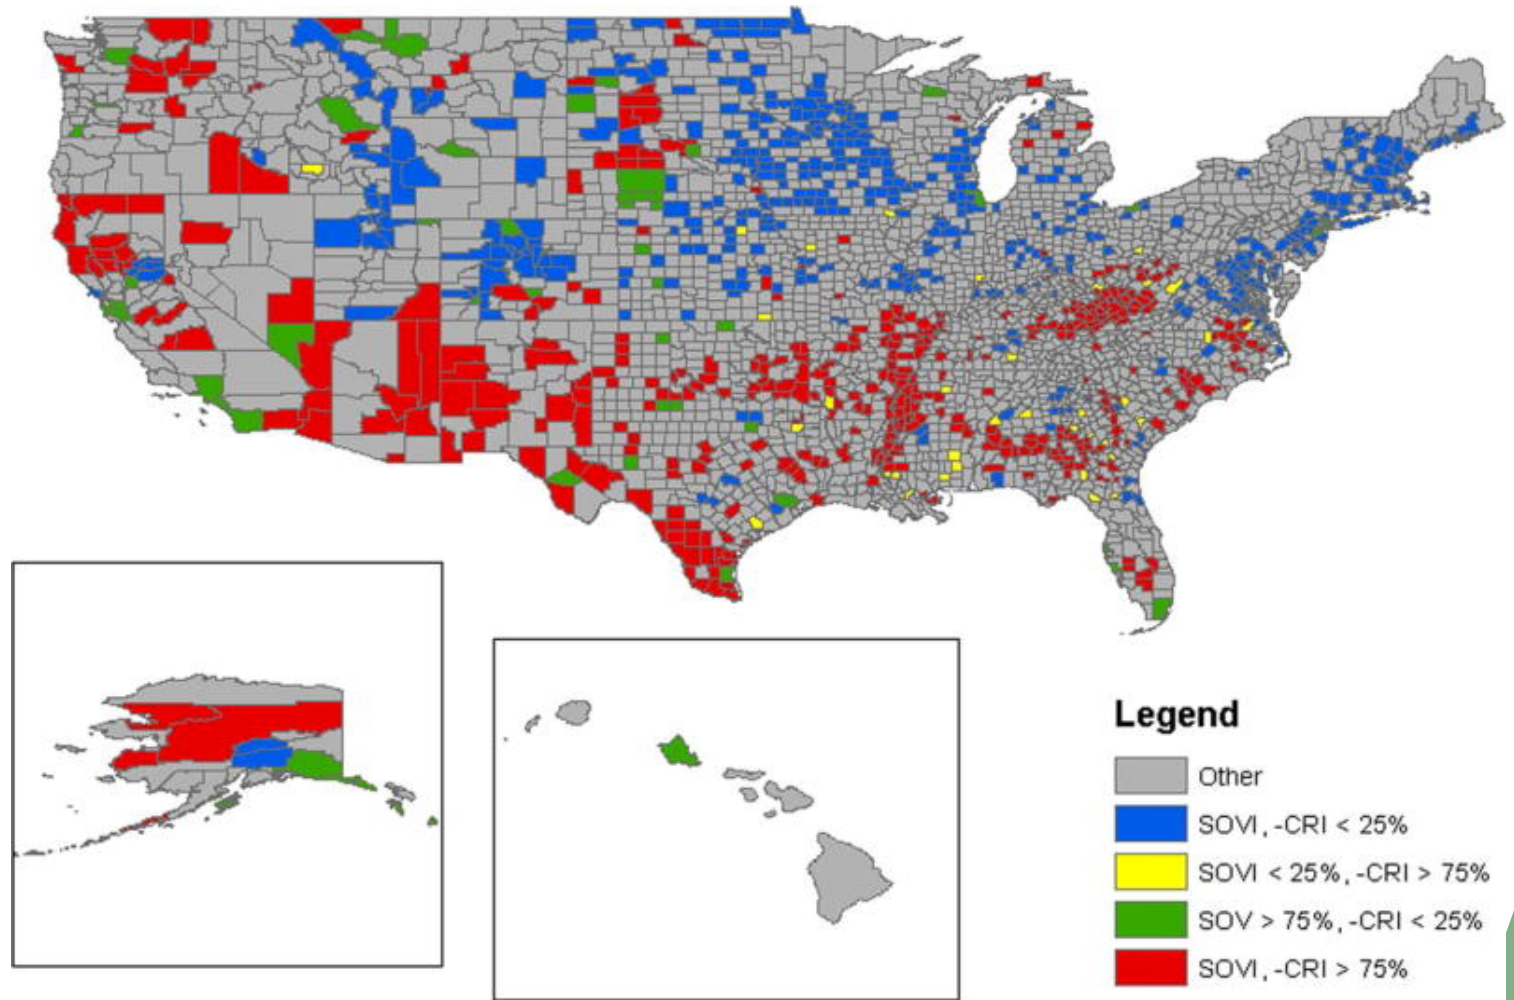 Legend
Other
SOVI, -CRI < 25%
SOVI < 25%, -CRI > 75%
SOV > 75%, -CRI < 25%
SOVI, -CRI > 75%